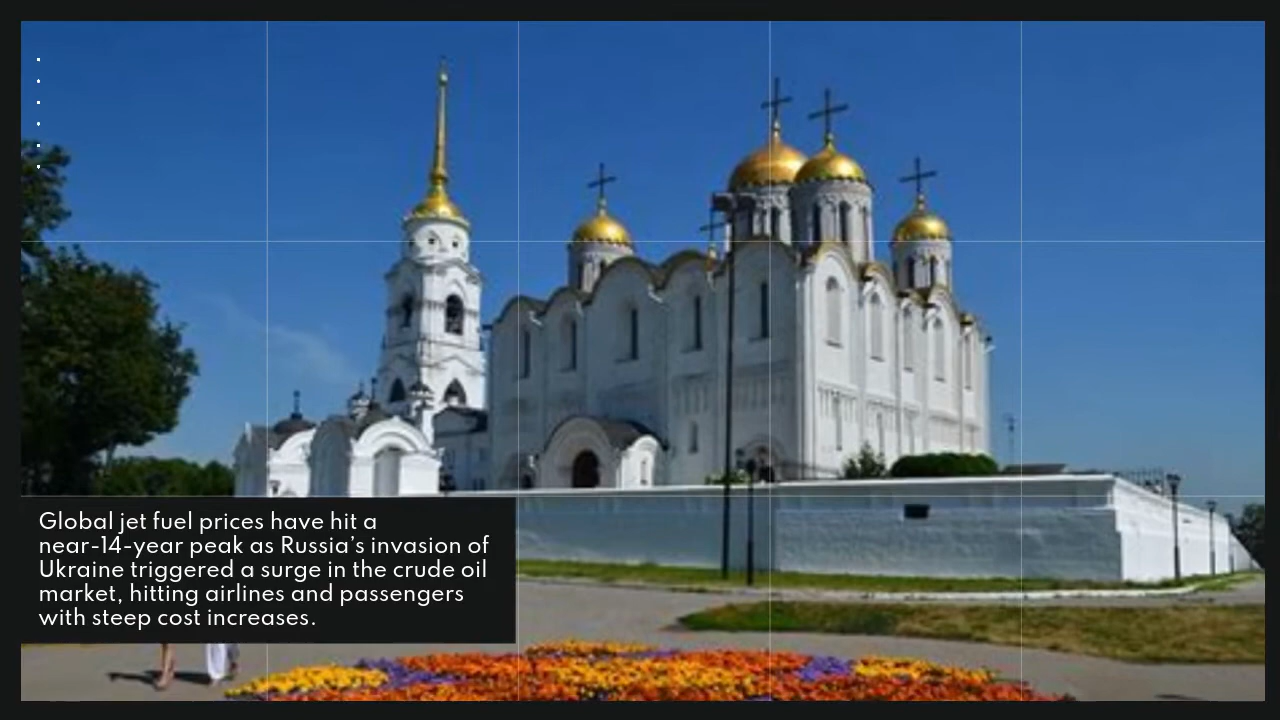 Global jet fuel prices have hit a
near-14-year peak as Russia’s invasion of
Ukraine triggered a surge in the crude oil
market, hitting airlines and passengers
with steep cost increases.